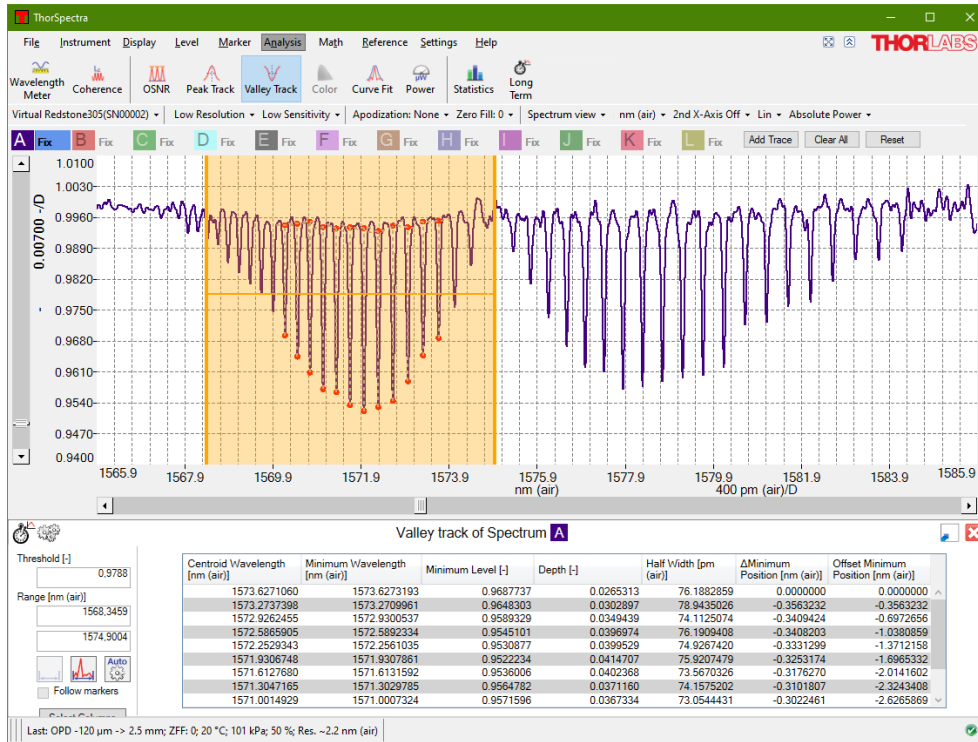 ThorSpectra
File Instrument Display Level Marker Analysis Math Reference Settings Help
THORLABS
Wavelength Meter Coherence OSNR Peak Track Valley Track Color Curve Fit Power Statistics Long Term
Virtual Redstone305(SN00002) Low Resolution Low Sensitivity Apodization: None Zero Fill: 0 Spectrum view nm (air) 2nd X-Axis Off Lin Absolute Power
A Fix B Fix C Fix D Fix E Fix F Fix G Fix H Fix I Fix J Fix K Fix L Fix Add Trace Clear All Reset
1.0100
1.0030
0.9960
0.9890
0.9820
0.9750
0.9680
0.9610
0.9540
0.9470
0.9400
0.00700 -/D
1565.9 1567.9 1569.9 1571.9 1573.9 1575.9 1577.9 1579.9 1581.9 1583.9 1585.9
nm (air) 400 pm (air)/D
Valley track of Spectrum A
Threshold [-]
0,9788
Range [nm (air)]
1568,3459
1574,9004
Auto
Follow markers
Select Columns
Centroid Wavelength [nm (air)] Minimum Wavelength [nm (air)] Minimum Level [-] Depth [-] Half Width [pm (air)] ΔMinimum Position [nm (air)] Offset Minimum Position [nm (air)]
1573.6271060 1573.6273193 0.9687737 0.0265313 76.1882859 0.0000000 0.0000000
1573.2737398 1573.2709961 0.9648303 0.0302897 78.9435026 -0.3563232 -0.3563232
1572.9262455 1572.9300537 0.9589329 0.0349439 74.1125074 -0.3409424 -0.6972656
1572.5865905 1572.5892334 0.9545101 0.0396974 76.1909408 -0.3408203 -1.0380859
1572.2529343 1572.2561035 0.9530877 0.0399529 74.9267420 -0.3331299 -1.3712158
1571.9306748 1571.9307861 0.9522234 0.0414707 75.9207479 -0.3253174 -1.6965332
1571.6127680 1571.6131592 0.9536006 0.0402368 73.5670326 -0.3176270 -2.0141602
1571.3047165 1571.3029785 0.9564782 0.0371160 74.1575202 -0.3101807 -2.3243408
1571.0014929 1571.0007324 0.9571596 0.0367334 73.0544431 -0.3022461 -2.6265869
Last: OPD -120 µm -> 2.5 mm; ZFF: 0; 20 °C; 101 kPa; 50 %; Res. ~2.2 nm (air)